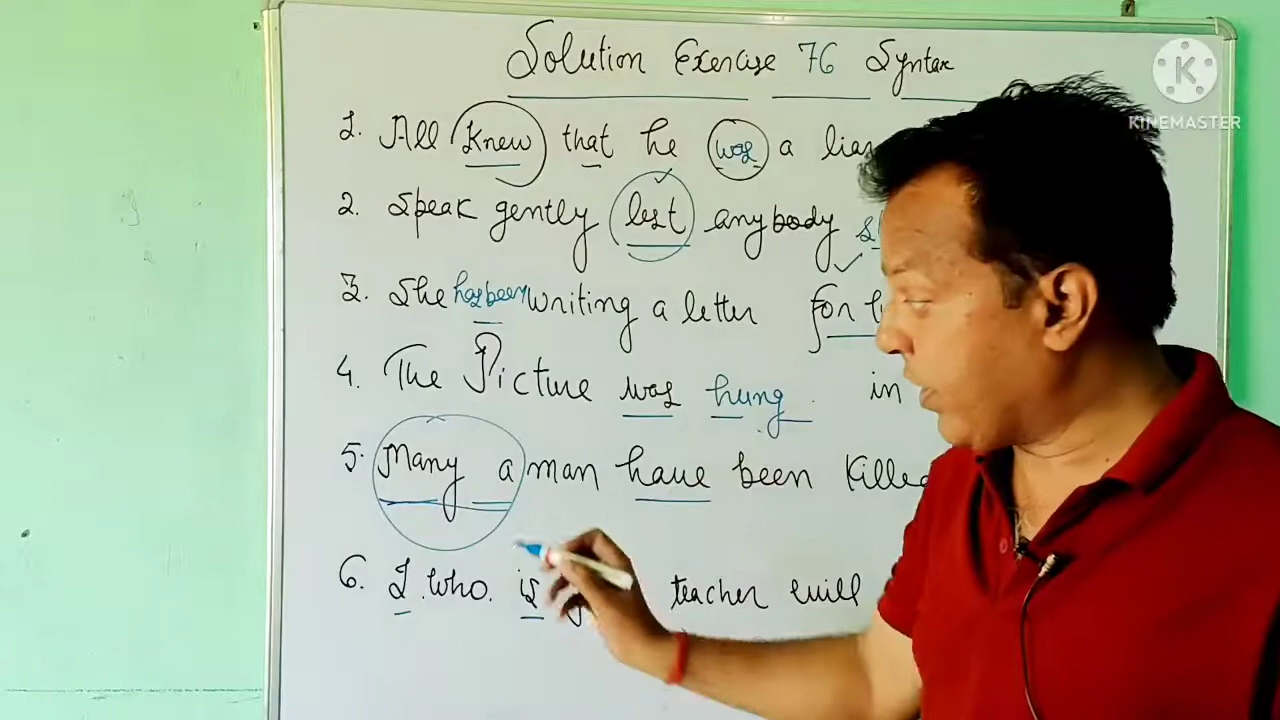 Solution Exercise 76 Syntax
KINEMASTER
1. All Knew that he was a liar
2. Speak gently lest anybody
3. She has been writing a letter for
4. The Picture was hung. in
5. Many a man have been Killed
6. I who is teacher will